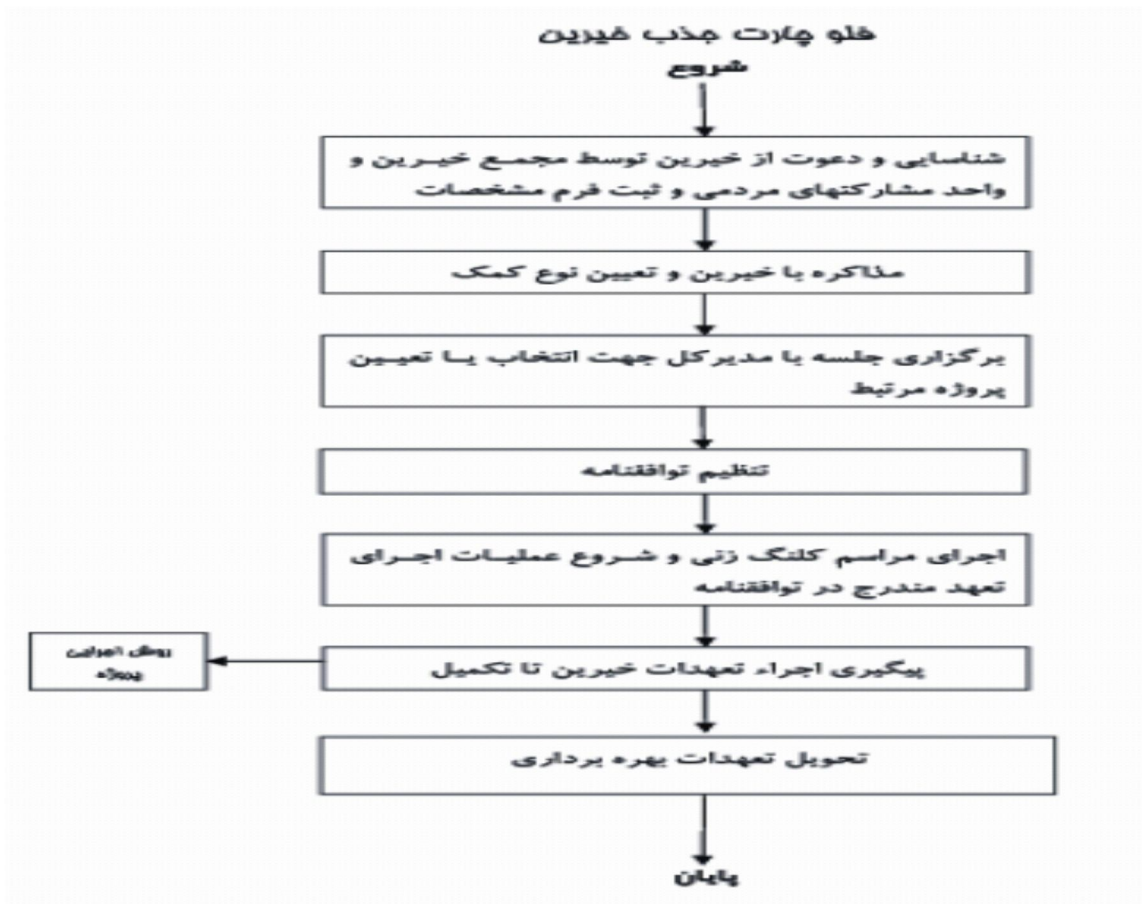 فلو چارت جذب خیرین
شروع
شناسایی و دعوت از خیرین توسط مجمع خیرین و
واحد مشارکتهای مردمی و ثبت فرم مشخصات
مذاکره با خیرین و تعیین نوع کمک
برگزاری جلسه با مدیرکل جهت انتخاب یا تعیین
پروژه مرتبط
تنظیم توافقنامه
اجرای مراسم کلنگ زنی و شروع عملیات اجرای
تعهد مندرج در توافقنامه
پیگیری اجراء تعهدات خیرین تا تکمیل
روش اجرایی
پروژه
تحویل تعهدات بهره برداری
پایان